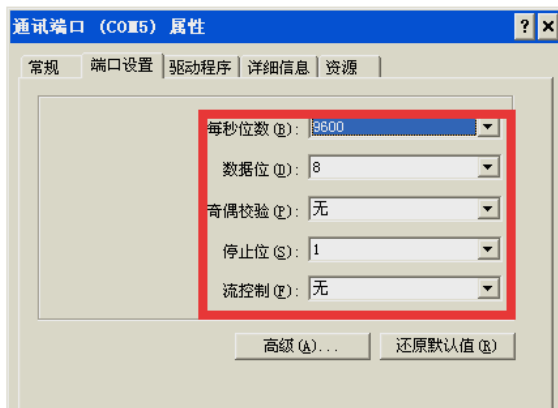 通讯端口 (COM5) 属性 ? ×
常规 端口设置 驱动程序 详细信息 资源
每秒位数(B): 9600
数据位(D): 8
奇偶校验(P): 无
停止位(S): 1
流控制(F): 无
高级(A)... 还原默认值(R)